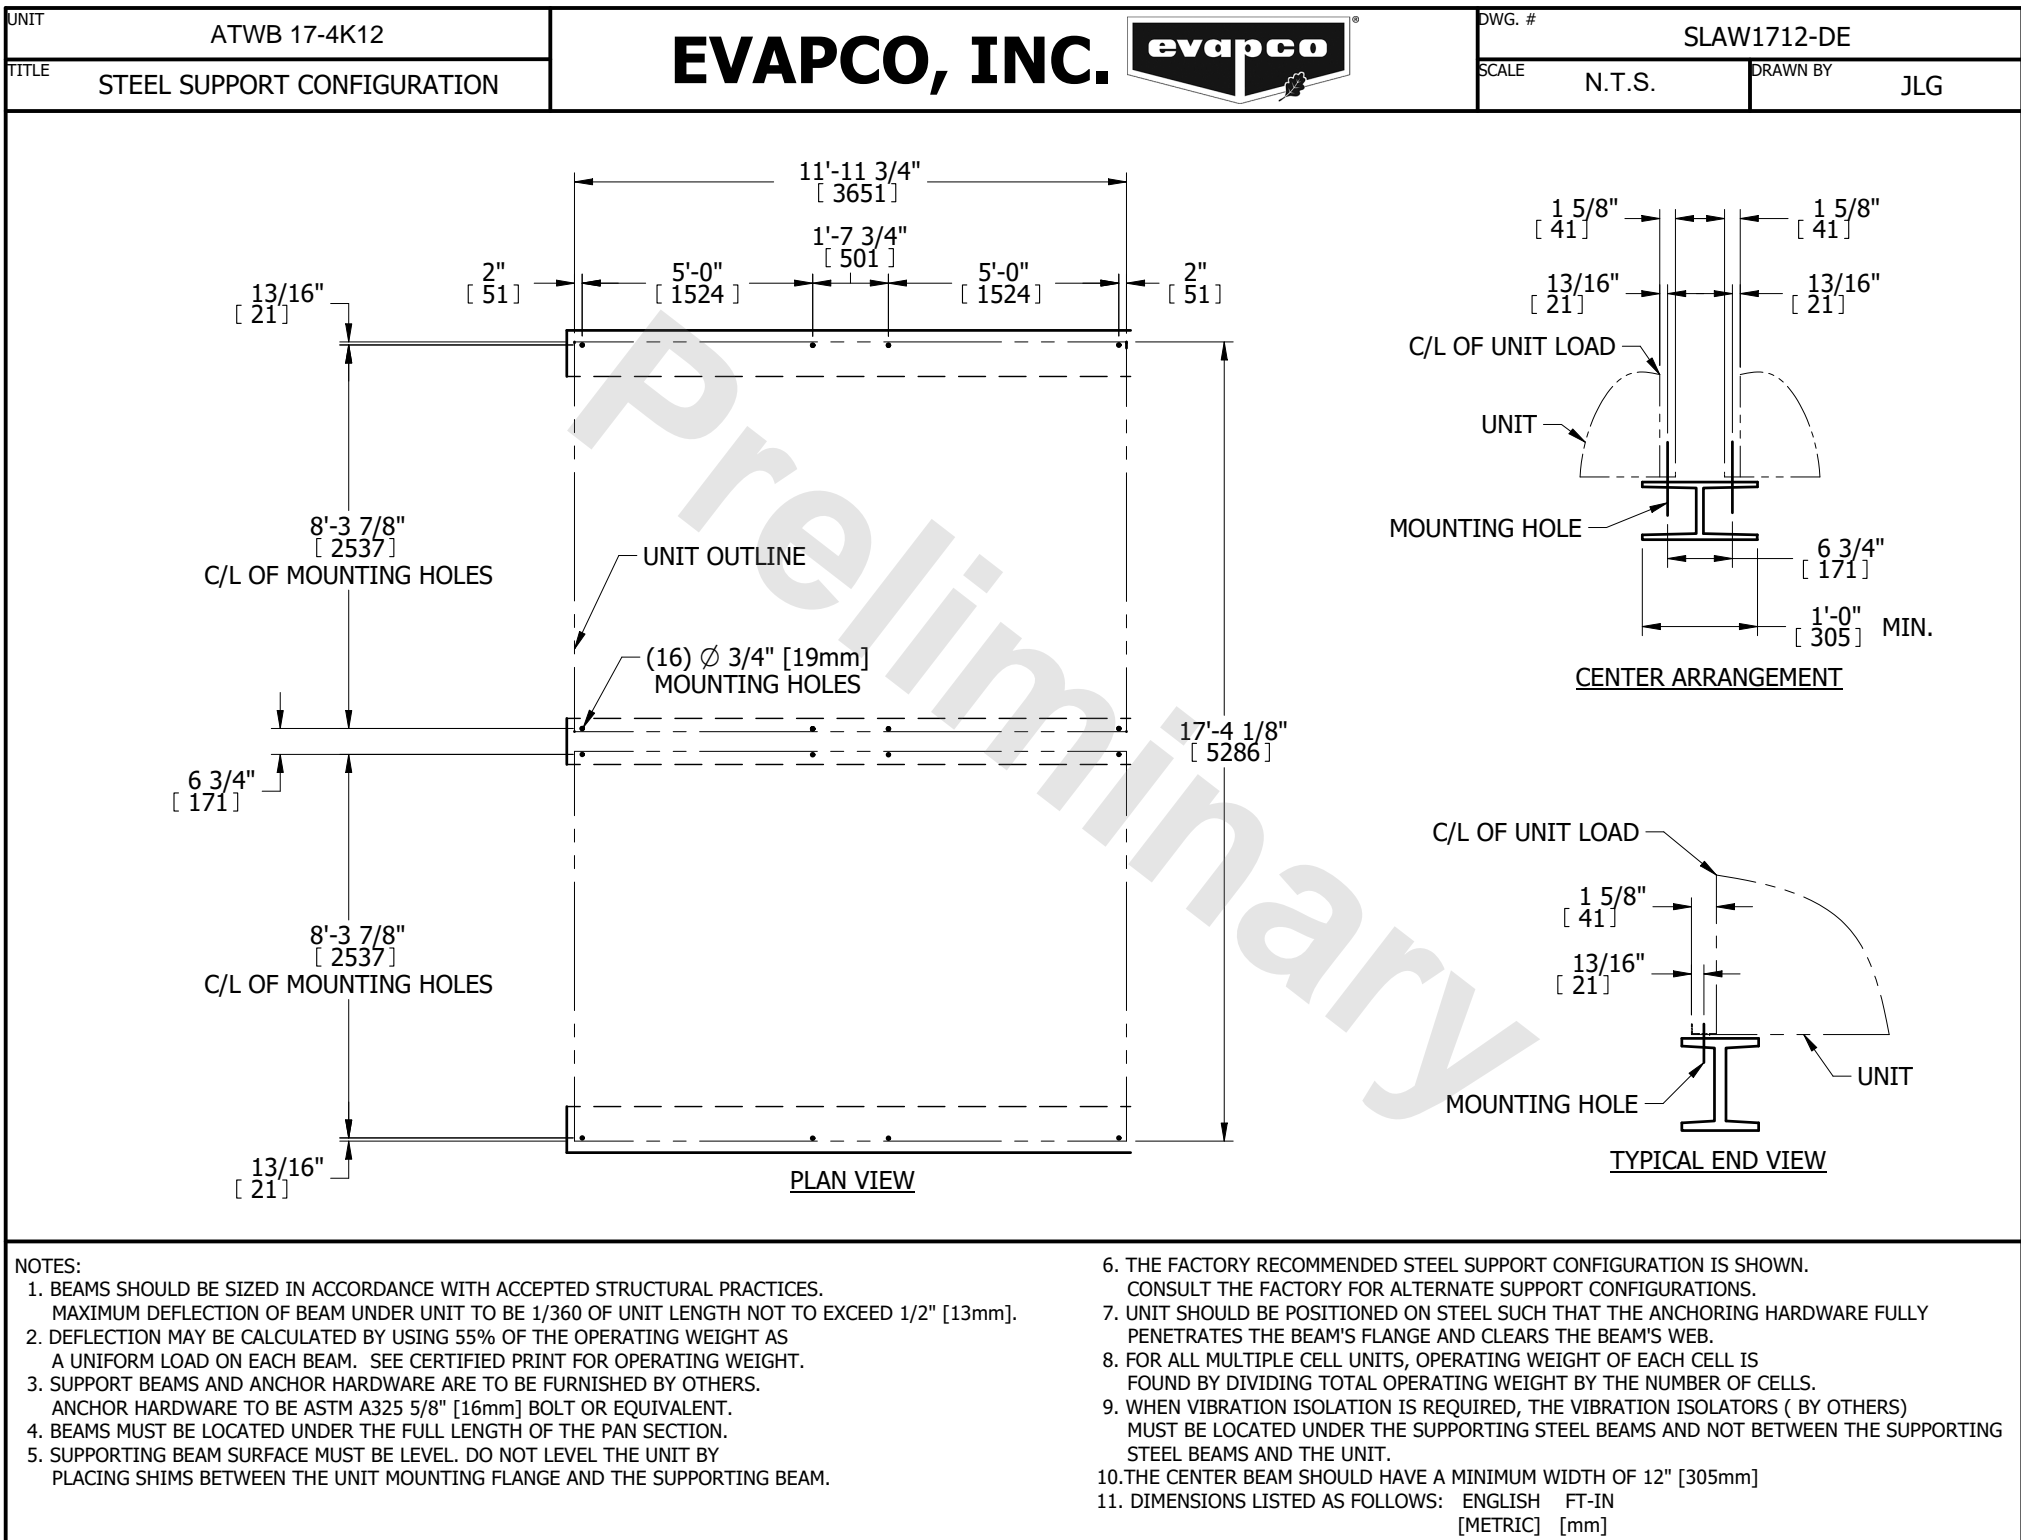 UNIT
ATWB 17-4K12
TITLE
STEEL SUPPORT CONFIGURATION
EVAPCO, INC.
evapco
®
DWG. #
SLAW1712-DE
SCALE
N.T.S.
DRAWN BY
JLG
11'-11 3/4"
[ 3651]
1'-7 3/4"
[ 501 ]
2"
[ 51]
5'-0"
[ 1524 ]
5'-0"
[ 1524]
2"
[ 51]
13/16"
[ 21]
8'-3 7/8"
[ 2537]
C/L OF MOUNTING HOLES
UNIT OUTLINE
(16) Ø 3/4" [19mm]
MOUNTING HOLES
6 3/4"
[ 171]
17'-4 1/8"
[ 5286]
8'-3 7/8"
[ 2537]
C/L OF MOUNTING HOLES
13/16"
[ 21]
PLAN VIEW
Preliminary
1 5/8"
[ 41]
1 5/8"
[ 41]
13/16"
[ 21]
13/16"
[ 21]
C/L OF UNIT LOAD
UNIT
MOUNTING HOLE
6 3/4"
[ 171]
1'-0"
[ 305] MIN.
CENTER ARRANGEMENT
C/L OF UNIT LOAD
1 5/8"
[ 41]
13/16"
[ 21]
UNIT
MOUNTING HOLE
TYPICAL END VIEW
NOTES:
1. BEAMS SHOULD BE SIZED IN ACCORDANCE WITH ACCEPTED STRUCTURAL PRACTICES.
MAXIMUM DEFLECTION OF BEAM UNDER UNIT TO BE 1/360 OF UNIT LENGTH NOT TO EXCEED 1/2" [13mm].
2. DEFLECTION MAY BE CALCULATED BY USING 55% OF THE OPERATING WEIGHT AS
A UNIFORM LOAD ON EACH BEAM. SEE CERTIFIED PRINT FOR OPERATING WEIGHT.
3. SUPPORT BEAMS AND ANCHOR HARDWARE ARE TO BE FURNISHED BY OTHERS.
ANCHOR HARDWARE TO BE ASTM A325 5/8" [16mm] BOLT OR EQUIVALENT.
4. BEAMS MUST BE LOCATED UNDER THE FULL LENGTH OF THE PAN SECTION.
5. SUPPORTING BEAM SURFACE MUST BE LEVEL. DO NOT LEVEL THE UNIT BY
PLACING SHIMS BETWEEN THE UNIT MOUNTING FLANGE AND THE SUPPORTING BEAM.
6. THE FACTORY RECOMMENDED STEEL SUPPORT CONFIGURATION IS SHOWN.
CONSULT THE FACTORY FOR ALTERNATE SUPPORT CONFIGURATIONS.
7. UNIT SHOULD BE POSITIONED ON STEEL SUCH THAT THE ANCHORING HARDWARE FULLY
PENETRATES THE BEAM'S FLANGE AND CLEARS THE BEAM'S WEB.
8. FOR ALL MULTIPLE CELL UNITS, OPERATING WEIGHT OF EACH CELL IS
FOUND BY DIVIDING TOTAL OPERATING WEIGHT BY THE NUMBER OF CELLS.
9. WHEN VIBRATION ISOLATION IS REQUIRED, THE VIBRATION ISOLATORS ( BY OTHERS)
MUST BE LOCATED UNDER THE SUPPORTING STEEL BEAMS AND NOT BETWEEN THE SUPPORTING
STEEL BEAMS AND THE UNIT.
10.THE CENTER BEAM SHOULD HAVE A MINIMUM WIDTH OF 12" [305mm]
11. DIMENSIONS LISTED AS FOLLOWS: ENGLISH FT-IN
[METRIC] [mm]